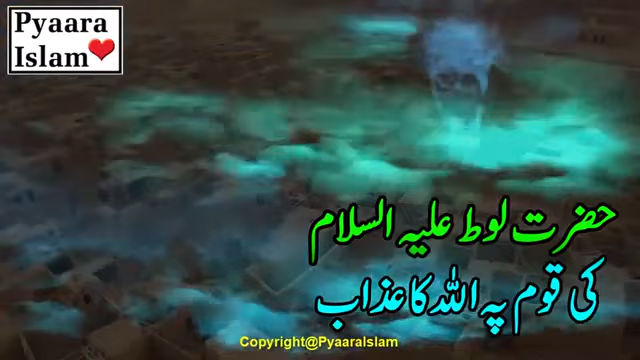 Pyaara
Islam
حضرت لوط علیہ السلام
کی قوم پہ اللہ کا عذاب
Copyright@PyaaraIslam